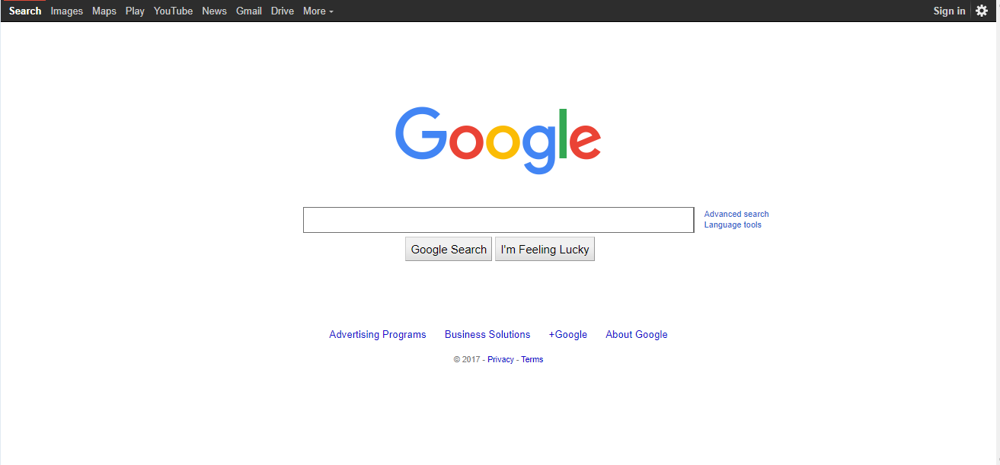 Search Images Maps Play YouTube News Gmail Drive More Sign in
Google
Advanced search
Language tools
Google Search I'm Feeling Lucky
Advertising Programs Business Solutions +Google About Google
© 2017 - Privacy - Terms